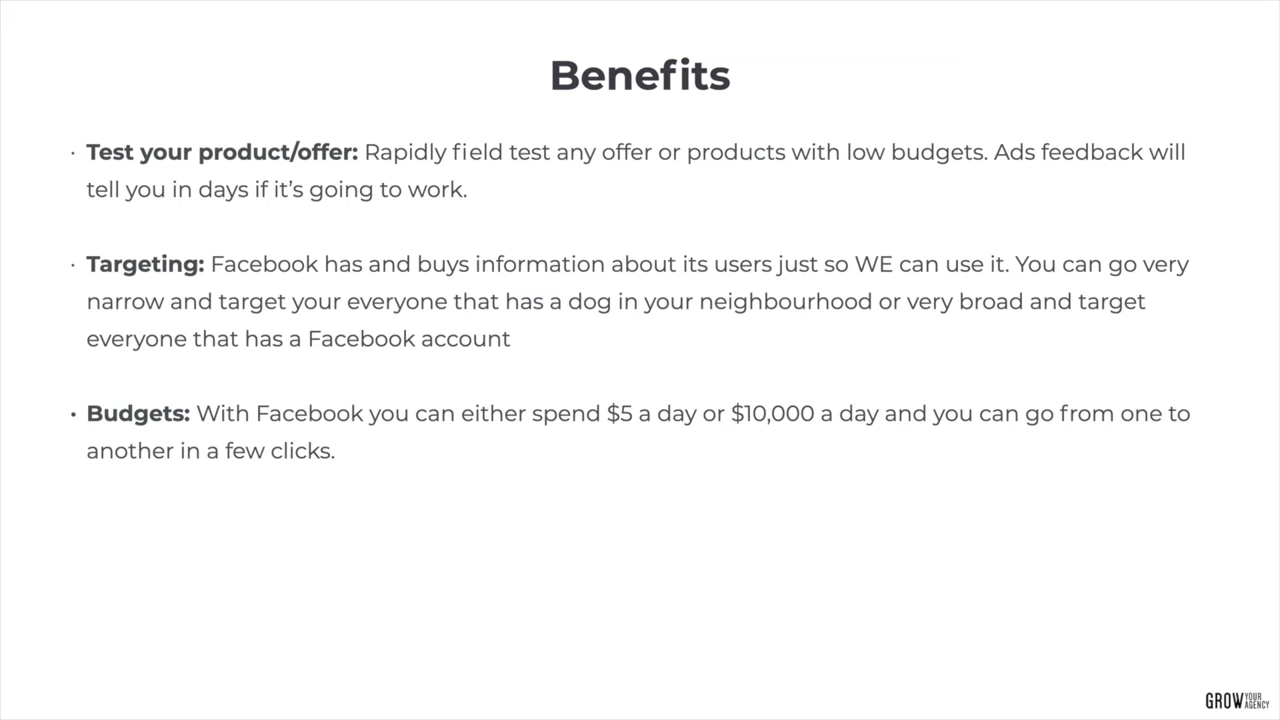 Benefits
· Test your product/offer: Rapidly field test any offer or products with low budgets. Ads feedback will
tell you in days if it’s going to work.
· Targeting: Facebook has and buys information about its users just so WE can use it. You can go very
narrow and target your everyone that has a dog in your neighbourhood or very broad and target
everyone that has a Facebook account
· Budgets: With Facebook you can either spend $5 a day or $10,000 a day and you can go from one to
another in a few clicks.
GROW YOUR
AGENCY